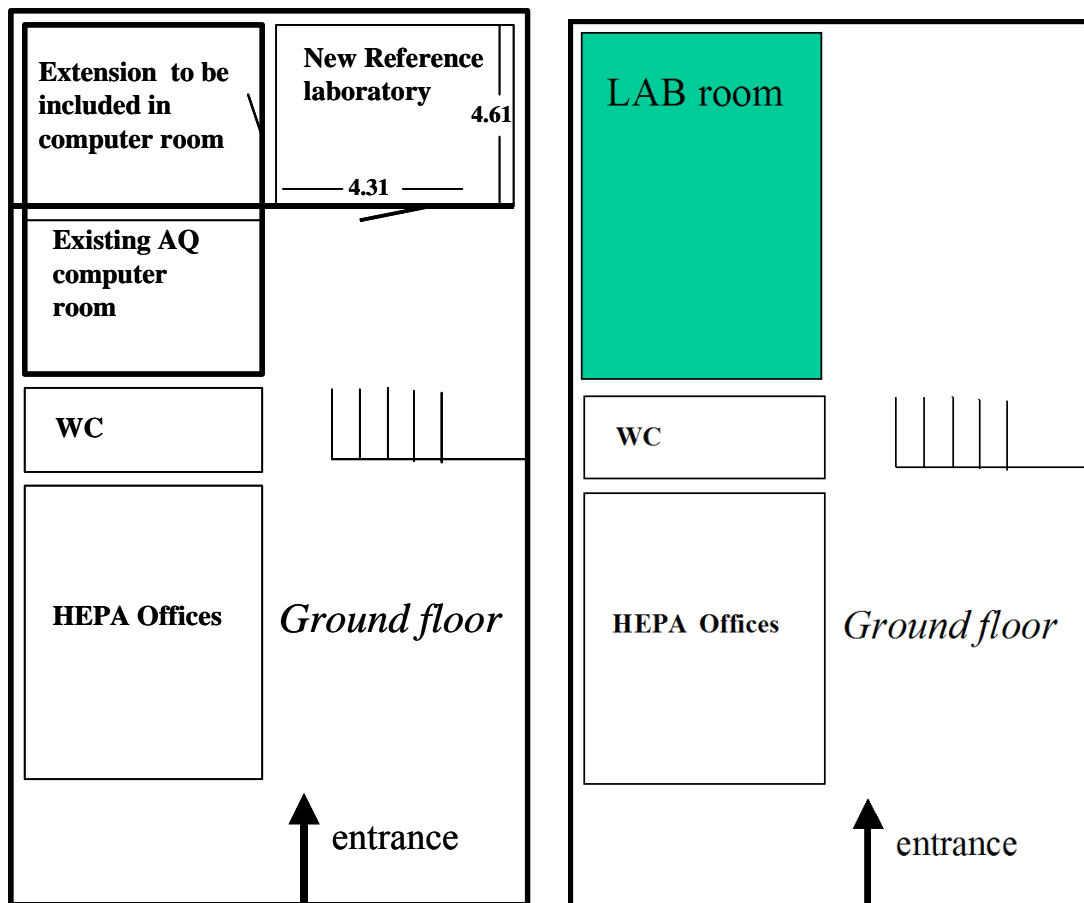 Extension to be
included in
computer room
New Reference
laboratory
4.61
4.31
Existing AQ
computer
room
WC
HEPA Offices
Ground floor
entrance
LAB room
WC
HEPA Offices
Ground floor
entrance